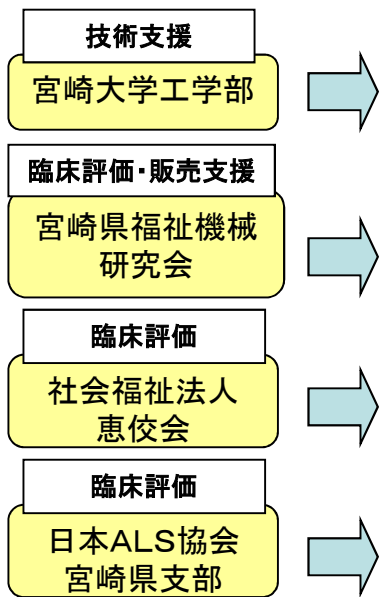 技術支援
宮崎大学工学部
臨床評価・販売支援
宮崎県福祉機械
研究会
臨床評価
社会福祉法人
恵佼会
臨床評価
日本ALS協会
宮崎県支部